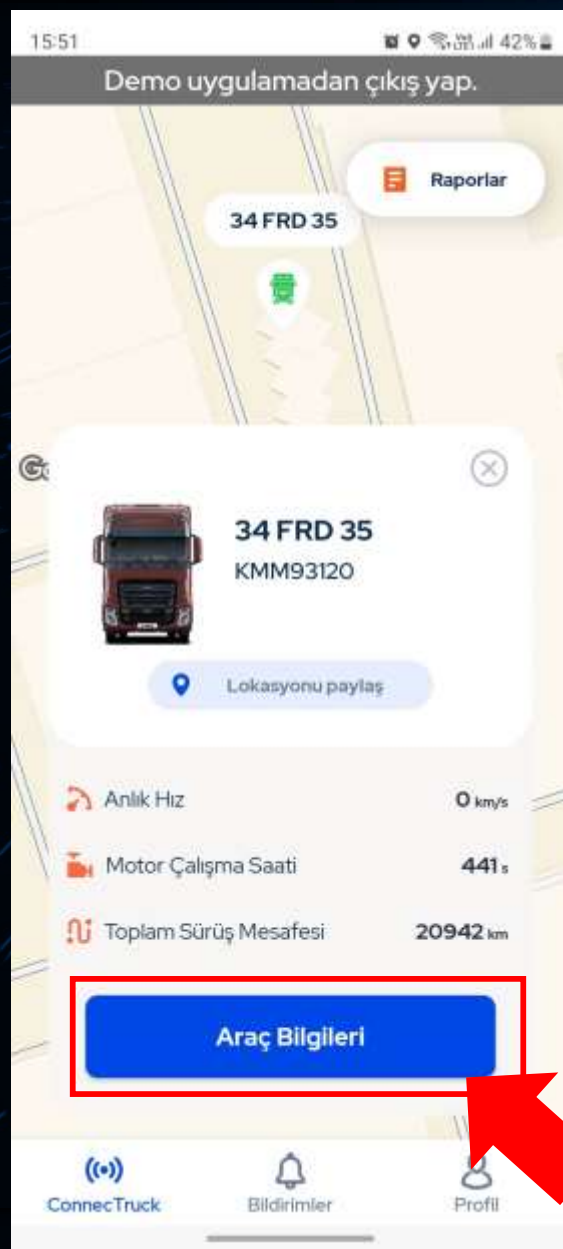 15:51
42%
Demo uygulamadan çıkış yap.
Raporlar
34 FRD 35
34 FRD 35
KMM93120
Lokasyonu paylaş
Anlık Hız
0 km/s
Motor Çalışma Saati
441 s
Toplam Sürüş Mesafesi
20942 km
Araç Bilgileri
ConnecTruck
Bildirimler
Profil